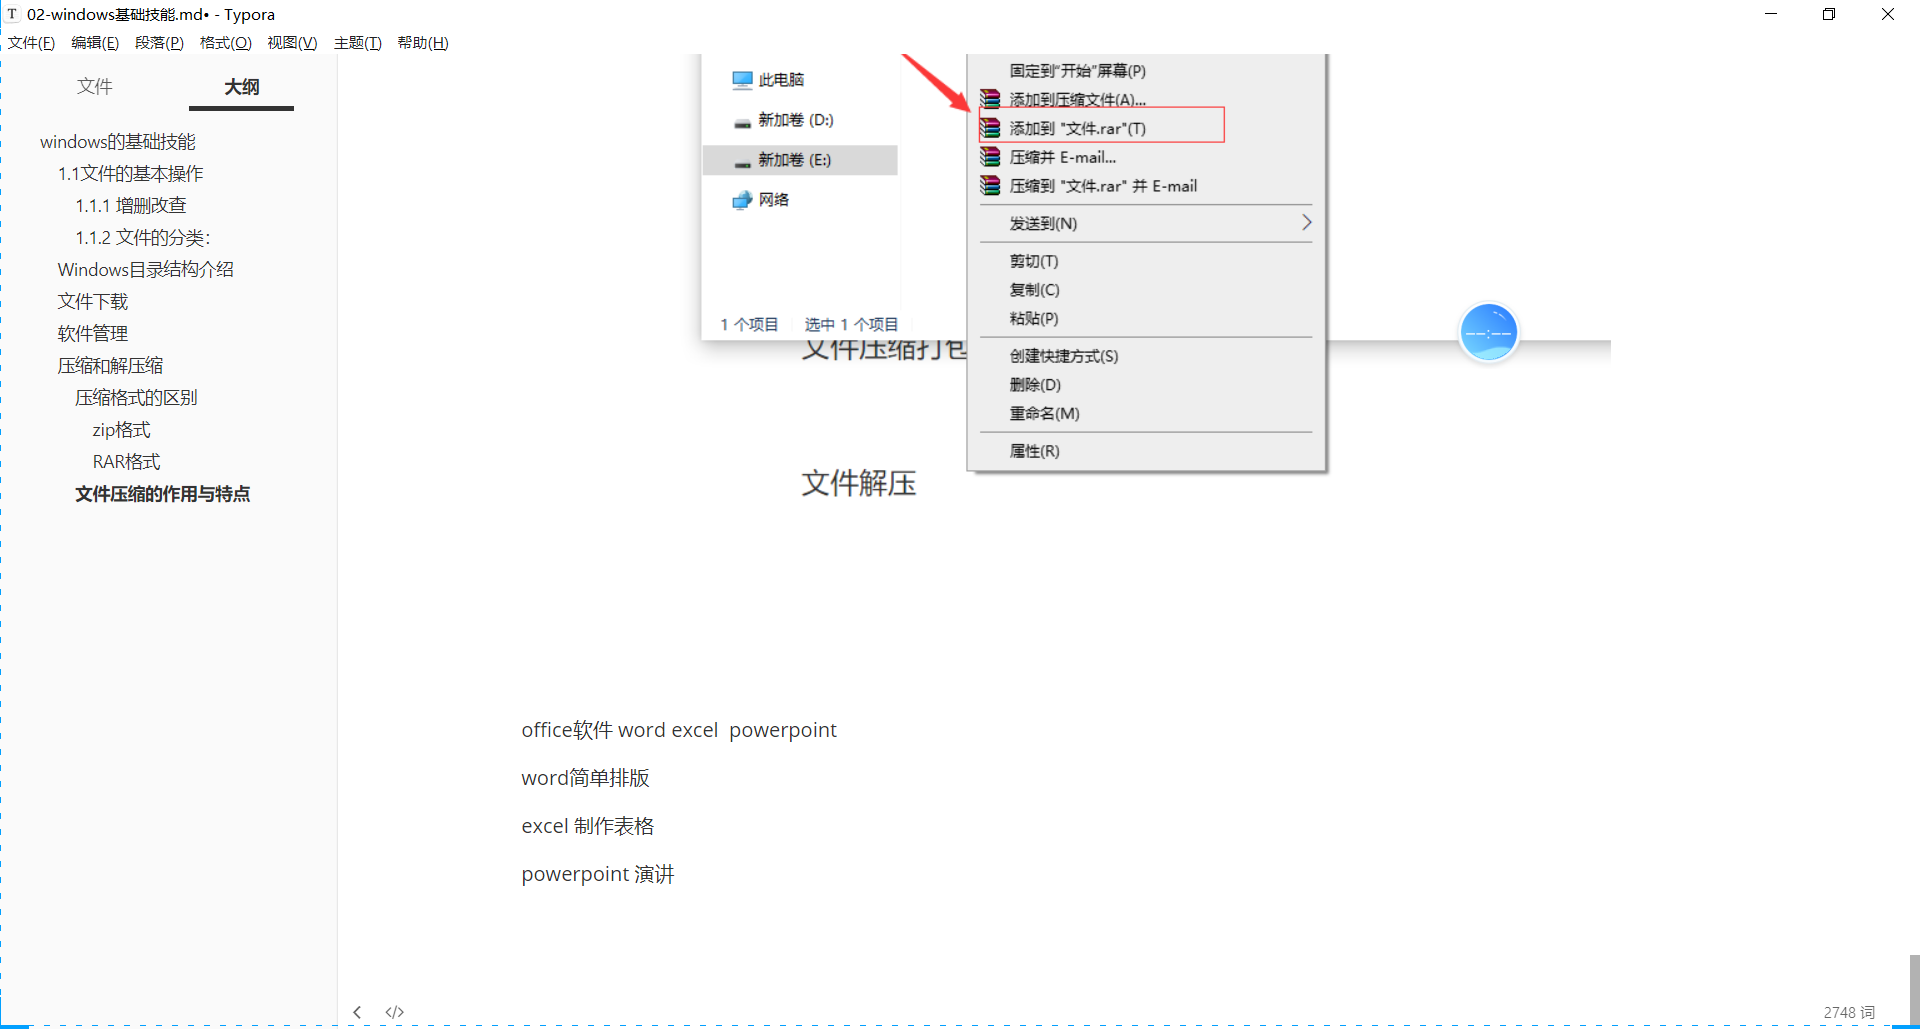 T 02-windows基础技能.md• - Typora
文件(F) 编辑(E) 段落(P) 格式(O) 视图(V) 主题(T) 帮助(H)
文件 大纲
windows的基础技能
1.1文件的基本操作
1.1.1 增删改查
1.1.2 文件的分类：
Windows目录结构介绍
文件下载
软件管理
压缩和解压缩
压缩格式的区别
zip格式
RAR格式
文件压缩的作用与特点
此电脑
新加卷 (D:)
新加卷 (E:)
网络
1 个项目 选中 1 个项目
固定到"开始"屏幕(P)
添加到压缩文件(A)...
添加到 "文件.rar"(T)
压缩并 E-mail...
压缩到 "文件.rar" 并 E-mail
发送到(N)
剪切(T)
复制(C)
粘贴(P)
创建快捷方式(S)
删除(D)
重命名(M)
属性(R)
文件压缩打包
文件解压
--:--
office软件 word excel  powerpoint
word简单排版
excel 制作表格
powerpoint 演讲
</> 2748 词